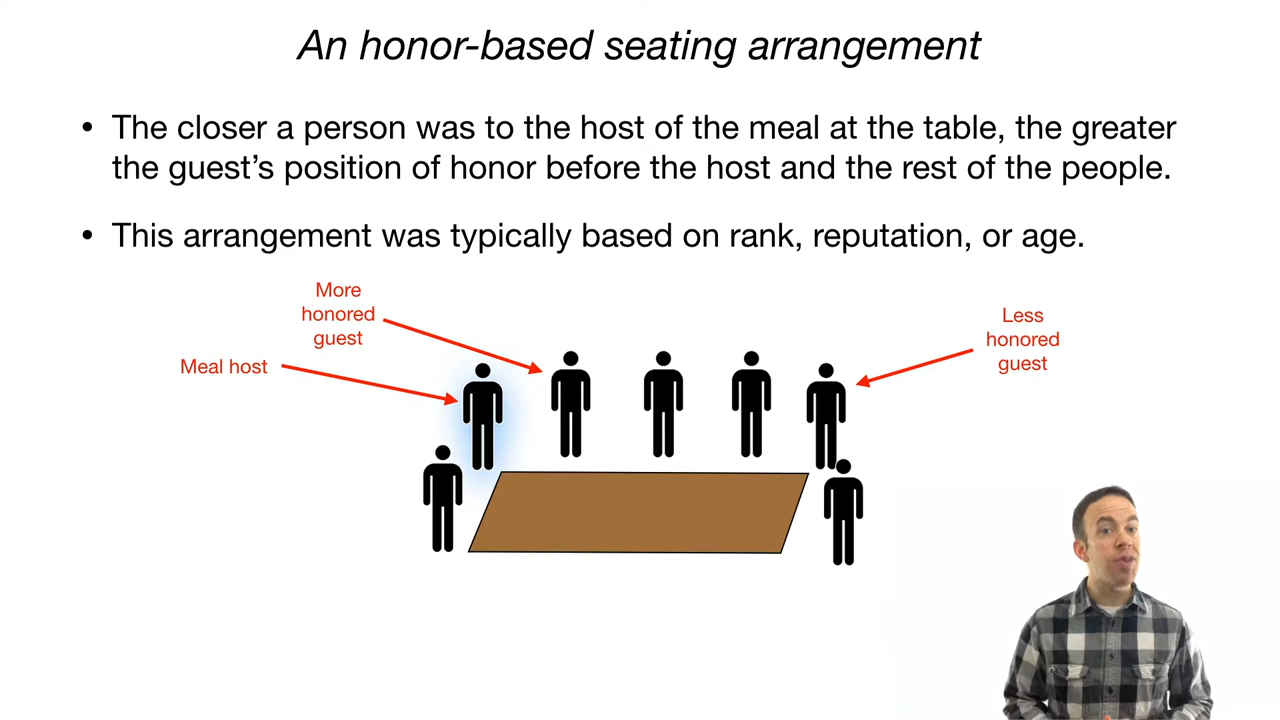 An honor-based seating arrangement
• The closer a person was to the host of the meal at the table, the greater
the guest’s position of honor before the host and the rest of the people.
• This arrangement was typically based on rank, reputation, or age.
More
honored
guest
Meal host
Less
honored
guest